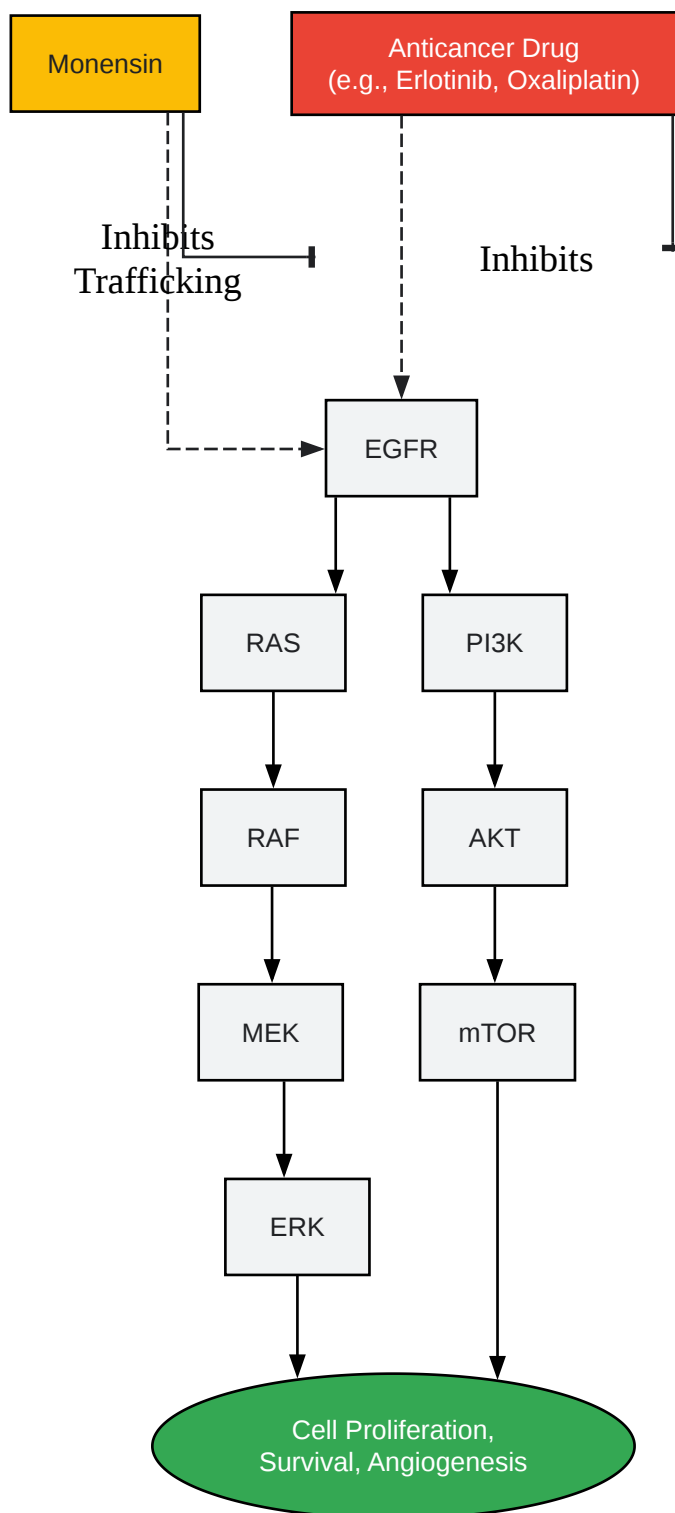 Monensin
Anticancer Drug
(e.g., Erlotinib, Oxaliplatin)
Inhibits
Trafficking
Inhibits
EGFR
RAS
PI3K
RAF
AKT
MEK
mTOR
ERK
Cell Proliferation,
Survival, Angiogenesis